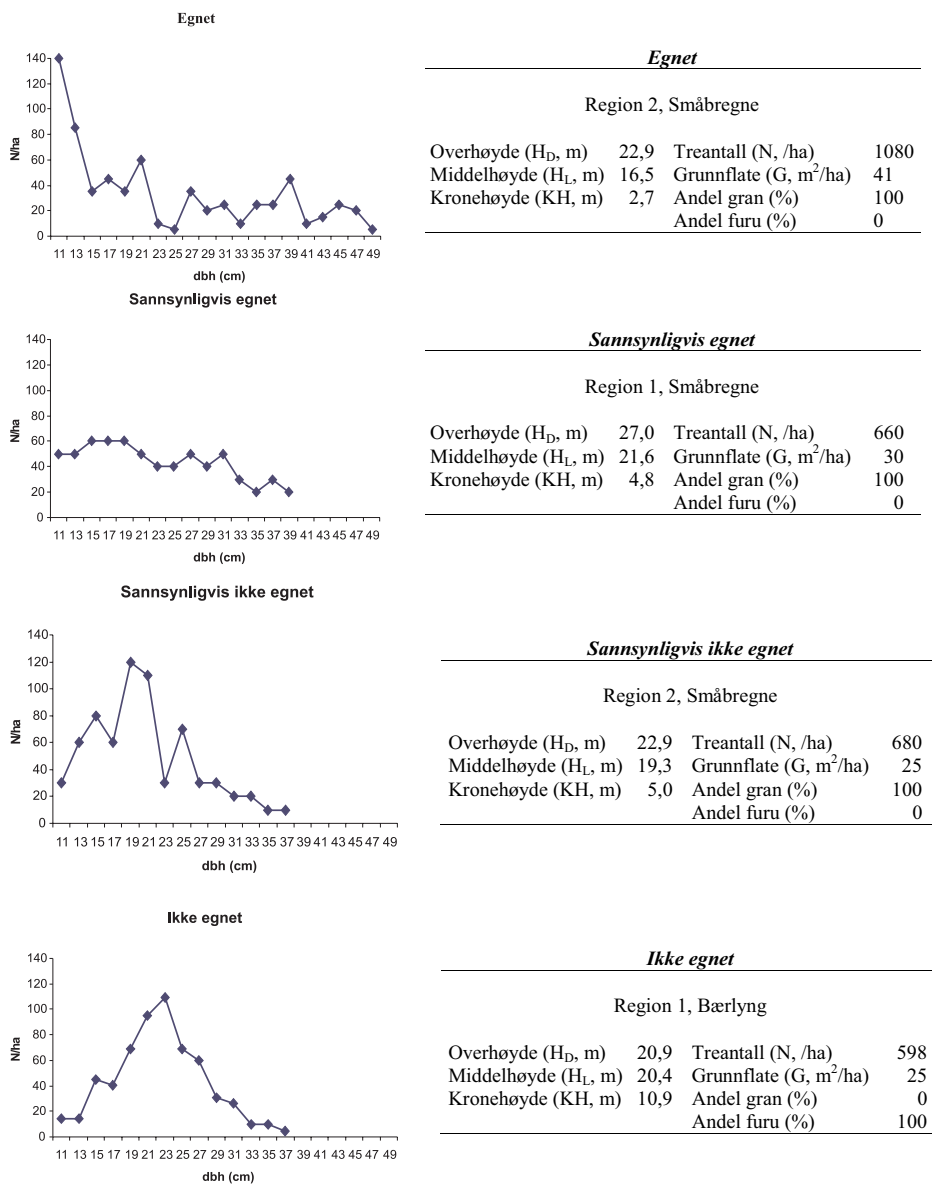 Egnet
140
120
100
80
60
40
20
0
N/ha
11 13 15 17 19 21 23 25 27 29 31 33 35 37 39 41 43 45 47 49
dbh (cm)
Egnet
Region 2, Småbregne
Overhøyde (H_D, m) 22,9 Treantall (N, /ha) 1080
Middelhøyde (H_L, m) 16,5 Grunnflate (G, m²/ha) 41
Kronehøyde (KH, m) 2,7 Andel gran (%) 100
Andel furu (%) 0
Sannsynligvis egnet
140
120
100
80
60
40
20
0
N/ha
11 13 15 17 19 21 23 25 27 29 31 33 35 37 39 41 43 45 47 49
dbh (cm)
Sannsynligvis egnet
Region 1, Småbregne
Overhøyde (H_D, m) 27,0 Treantall (N, /ha) 660
Middelhøyde (H_L, m) 21,6 Grunnflate (G, m²/ha) 30
Kronehøyde (KH, m) 4,8 Andel gran (%) 100
Andel furu (%) 0
Sannsynligvis ikke egnet
140
120
100
80
60
40
20
0
N/ha
11 13 15 17 19 21 23 25 27 29 31 33 35 37 39 41 43 45 47 49
dbh (cm)
Sannsynligvis ikke egnet
Region 2, Småbregne
Overhøyde (H_D, m) 22,9 Treantall (N, /ha) 680
Middelhøyde (H_L, m) 19,3 Grunnflate (G, m²/ha) 25
Kronehøyde (KH, m) 5,0 Andel gran (%) 100
Andel furu (%) 0
Ikke egnet
140
120
100
80
60
40
20
0
N/ha
11 13 15 17 19 21 23 25 27 29 31 33 35 37 39 41 43 45 47 49
dbh (cm)
Ikke egnet
Region 1, Bærlyng
Overhøyde (H_D, m) 20,9 Treantall (N, /ha) 598
Middelhøyde (H_L, m) 20,4 Grunnflate (G, m²/ha) 25
Kronehøyde (KH, m) 10,9 Andel gran (%) 0
Andel furu (%) 100